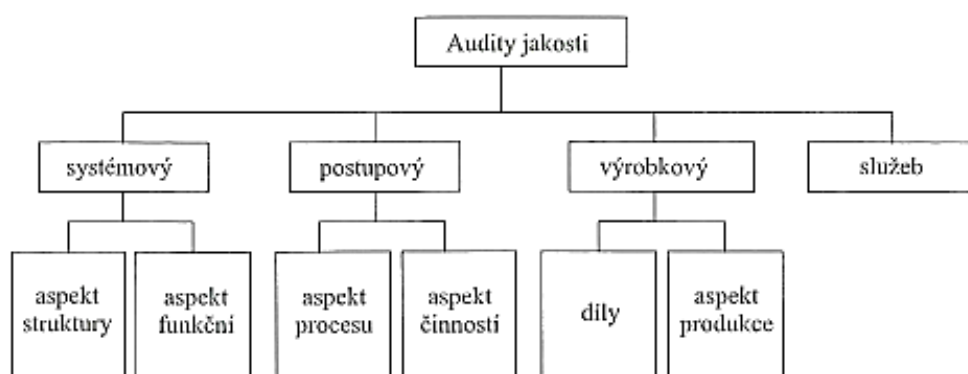 Audity jakosti
systémový
postupový
výrobkový
služeb
aspekt
struktury
aspekt
funkční
aspekt
procesu
aspekt
činností
díly
aspekt
produkce